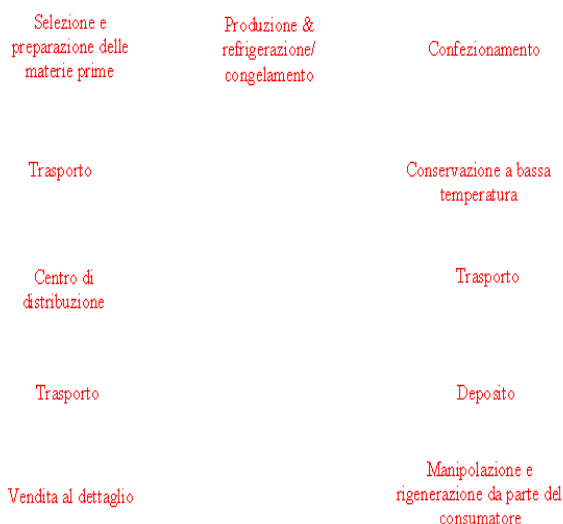 Selezione e
preparazione delle
materie prime
Produzione &
refrigerazione/
congelamento
Confezionamento
Trasporto
Conservazione a bassa
temperatura
Centro di
distribuzione
Trasporto
Trasporto
Deposito
Vendita al dettaglio
Manipolazione e
rigenerazione da parte del
consumatore